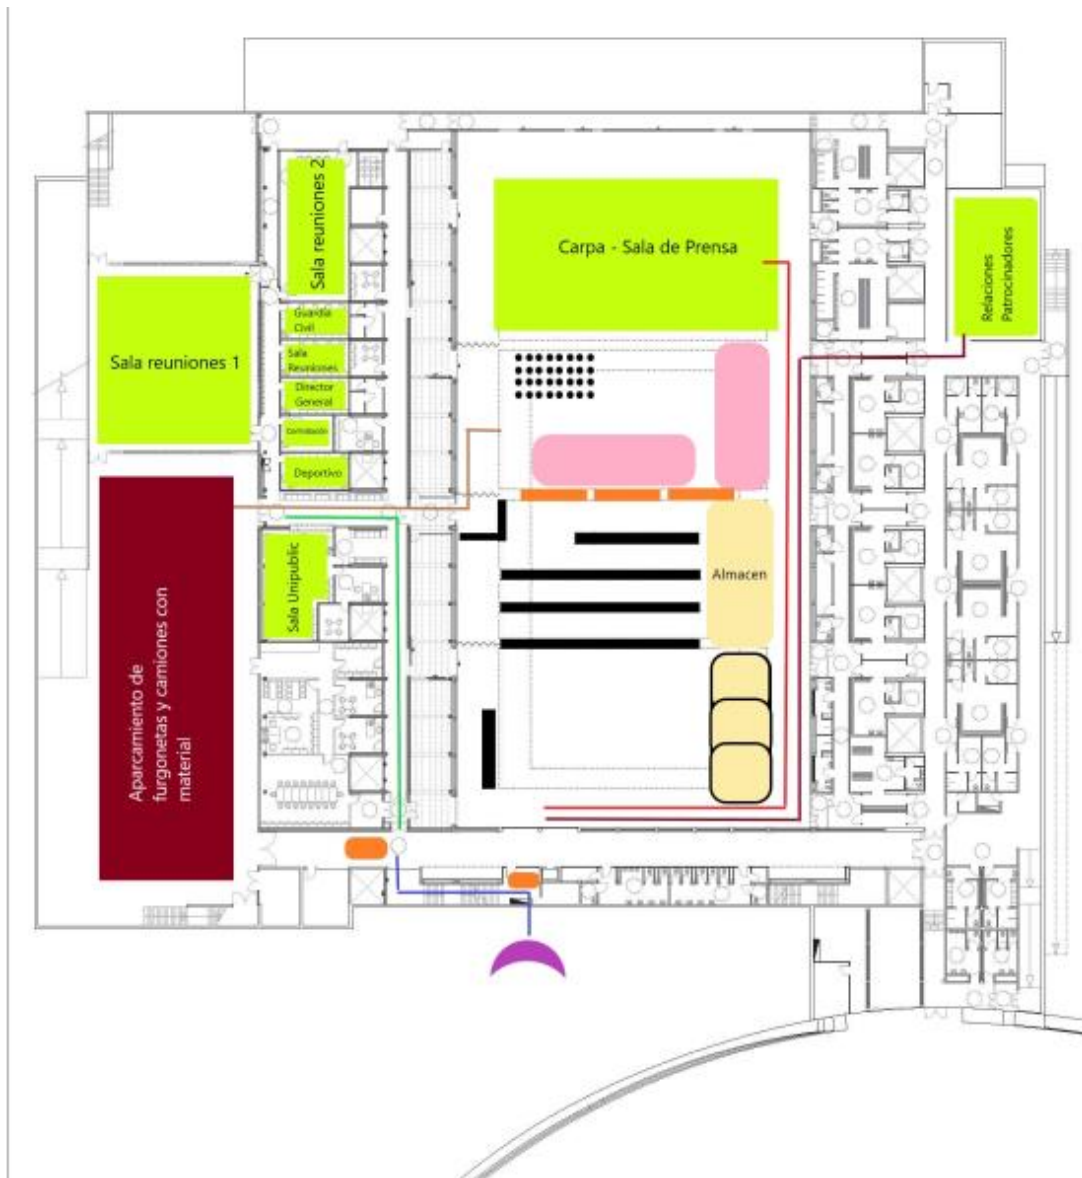 Sala reuniones 2
Carpa - Sala de Prensa
Relaciones
Patrocinadores
Guardia
Civil
Sala reuniones 1
Sala
Reuniones
Director
General
Deportivo
Almacen
Sala Unipublic
Aparcamiento de
furgonetas y camiones con
material